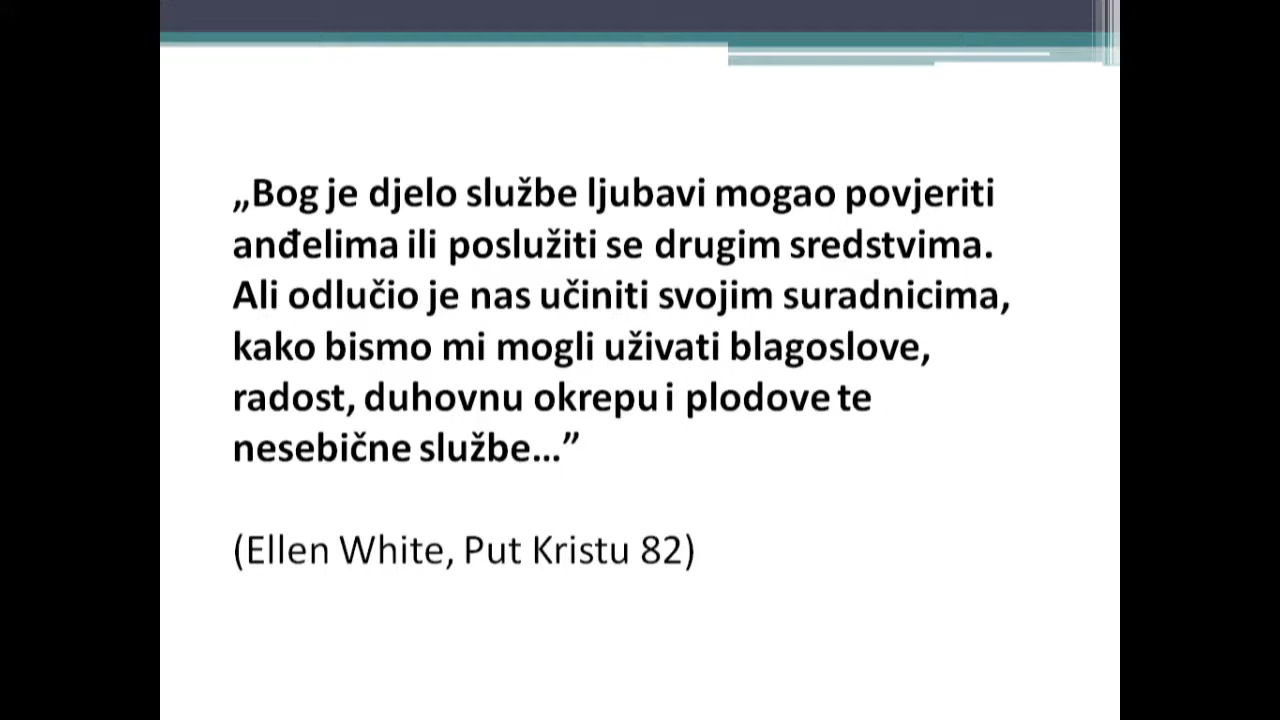 „Bog je djelo službe ljubavi mogao povjeriti
anđelima ili poslužiti se drugim sredstvima.
Ali odlučio je nas učiniti svojim suradnicima,
kako bismo mi mogli uživati blagoslove,
radost, duhovnu okrepu i plodove te
nesebične službe...”
(Ellen White, Put Kristu 82)